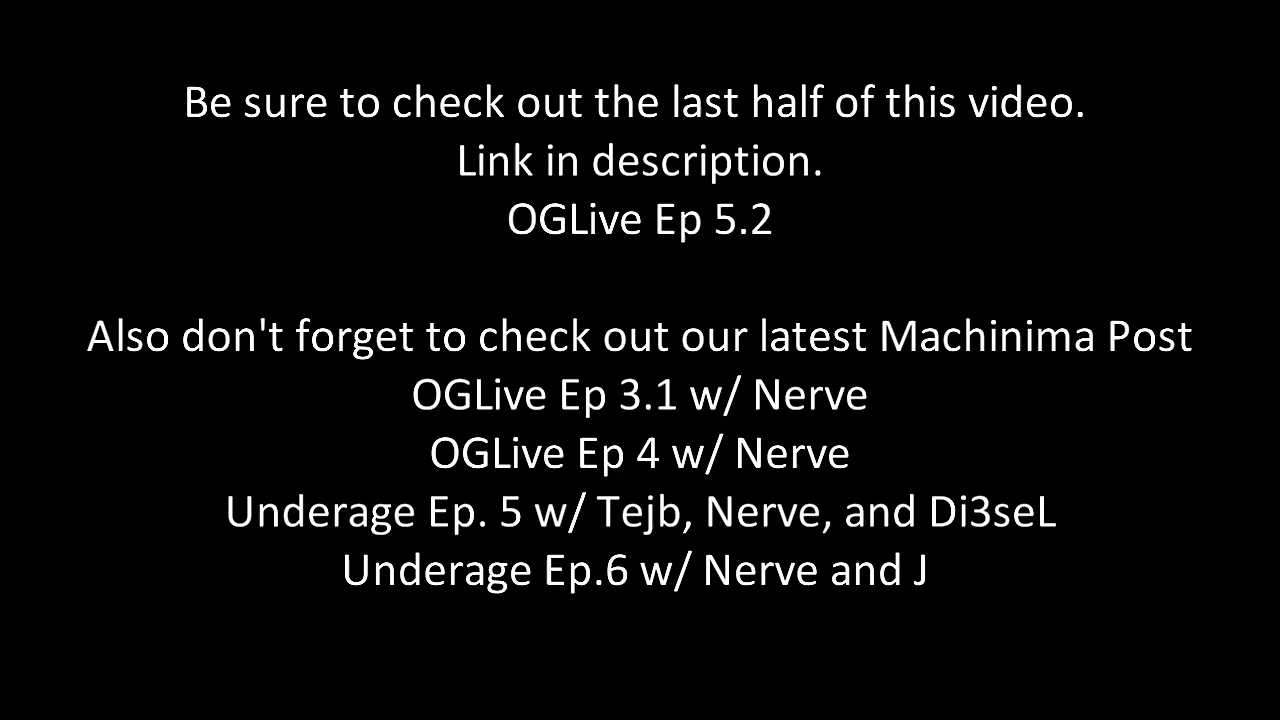 Be sure to check out the last half of this video.
Link in description.
OGLive Ep 5.2
Also don't forget to check out our latest Machinima Post
OGLive Ep 3.1 w/ Nerve
OGLive Ep 4 w/ Nerve
Underage Ep. 5 w/ Tejb, Nerve, and Di3seL
Underage Ep.6 w/ Nerve and J